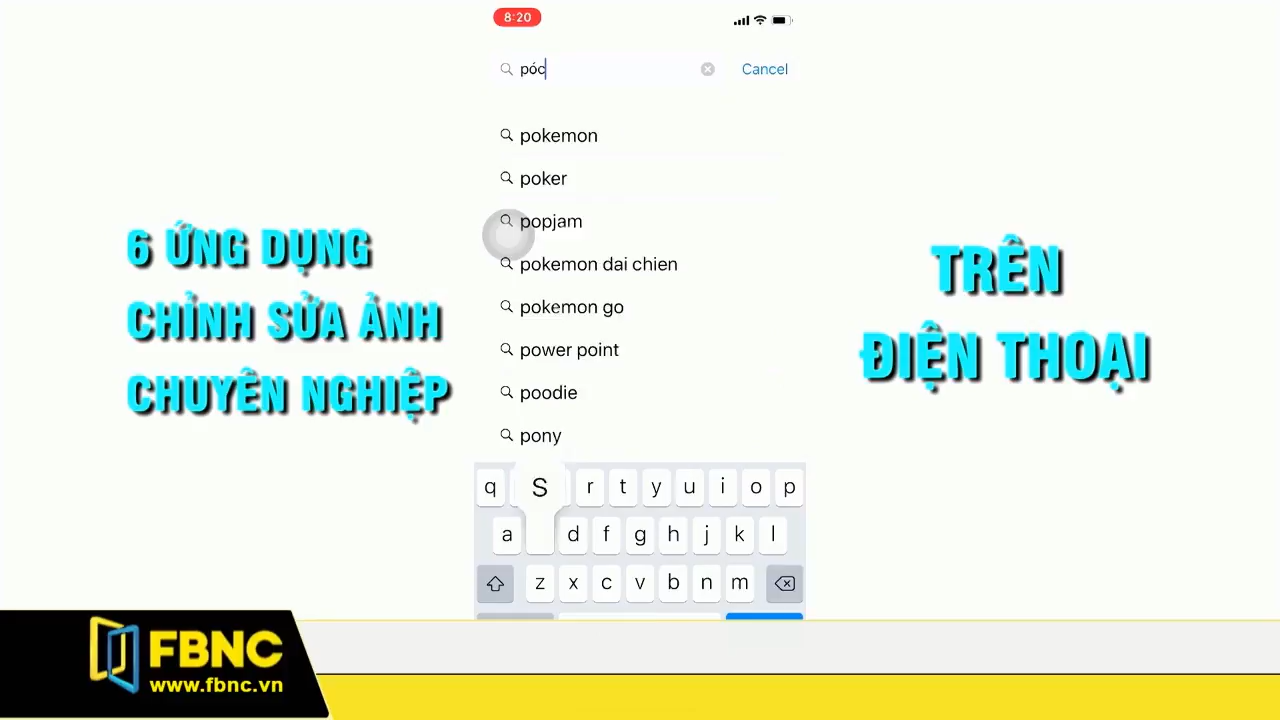 8:20
póc
Cancel
pokemon
poker
popjam
pokemon dai chien
pokemon go
power point
poodie
pony
6 ỨNG DỤNG
CHỈNH SỬA ẢNH
CHUYÊN NGHIỆP
TRÊN
ĐIỆN THOẠI
q S r t y u i o p
a d f g h j k l
z x c v b n m
FBNC
www.fbnc.vn